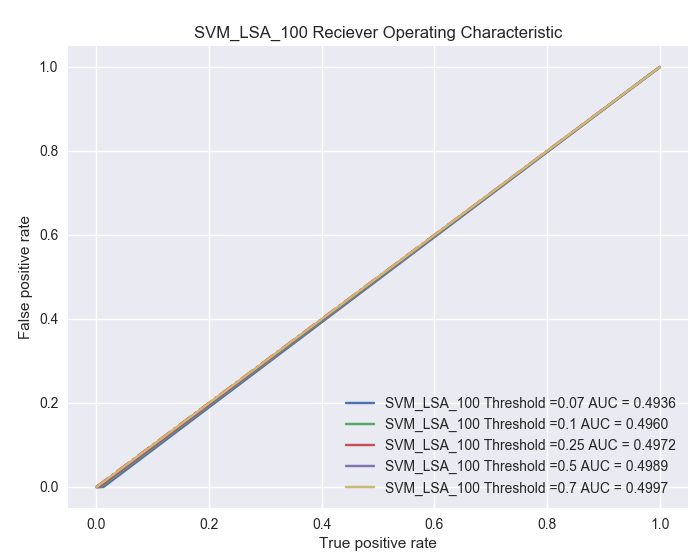 SVM_LSA_100 Reciever Operating Characteristic
1.0
0.8
0.6
0.4
0.2
0.0
False positive rate
SVM_LSA_100 Threshold =0.07 AUC = 0.4936
SVM_LSA_100 Threshold =0.1 AUC = 0.4960
SVM_LSA_100 Threshold =0.25 AUC = 0.4972
SVM_LSA_100 Threshold =0.5 AUC = 0.4989
SVM_LSA_100 Threshold =0.7 AUC = 0.4997
0.0 0.2 0.4 0.6 0.8 1.0
True positive rate